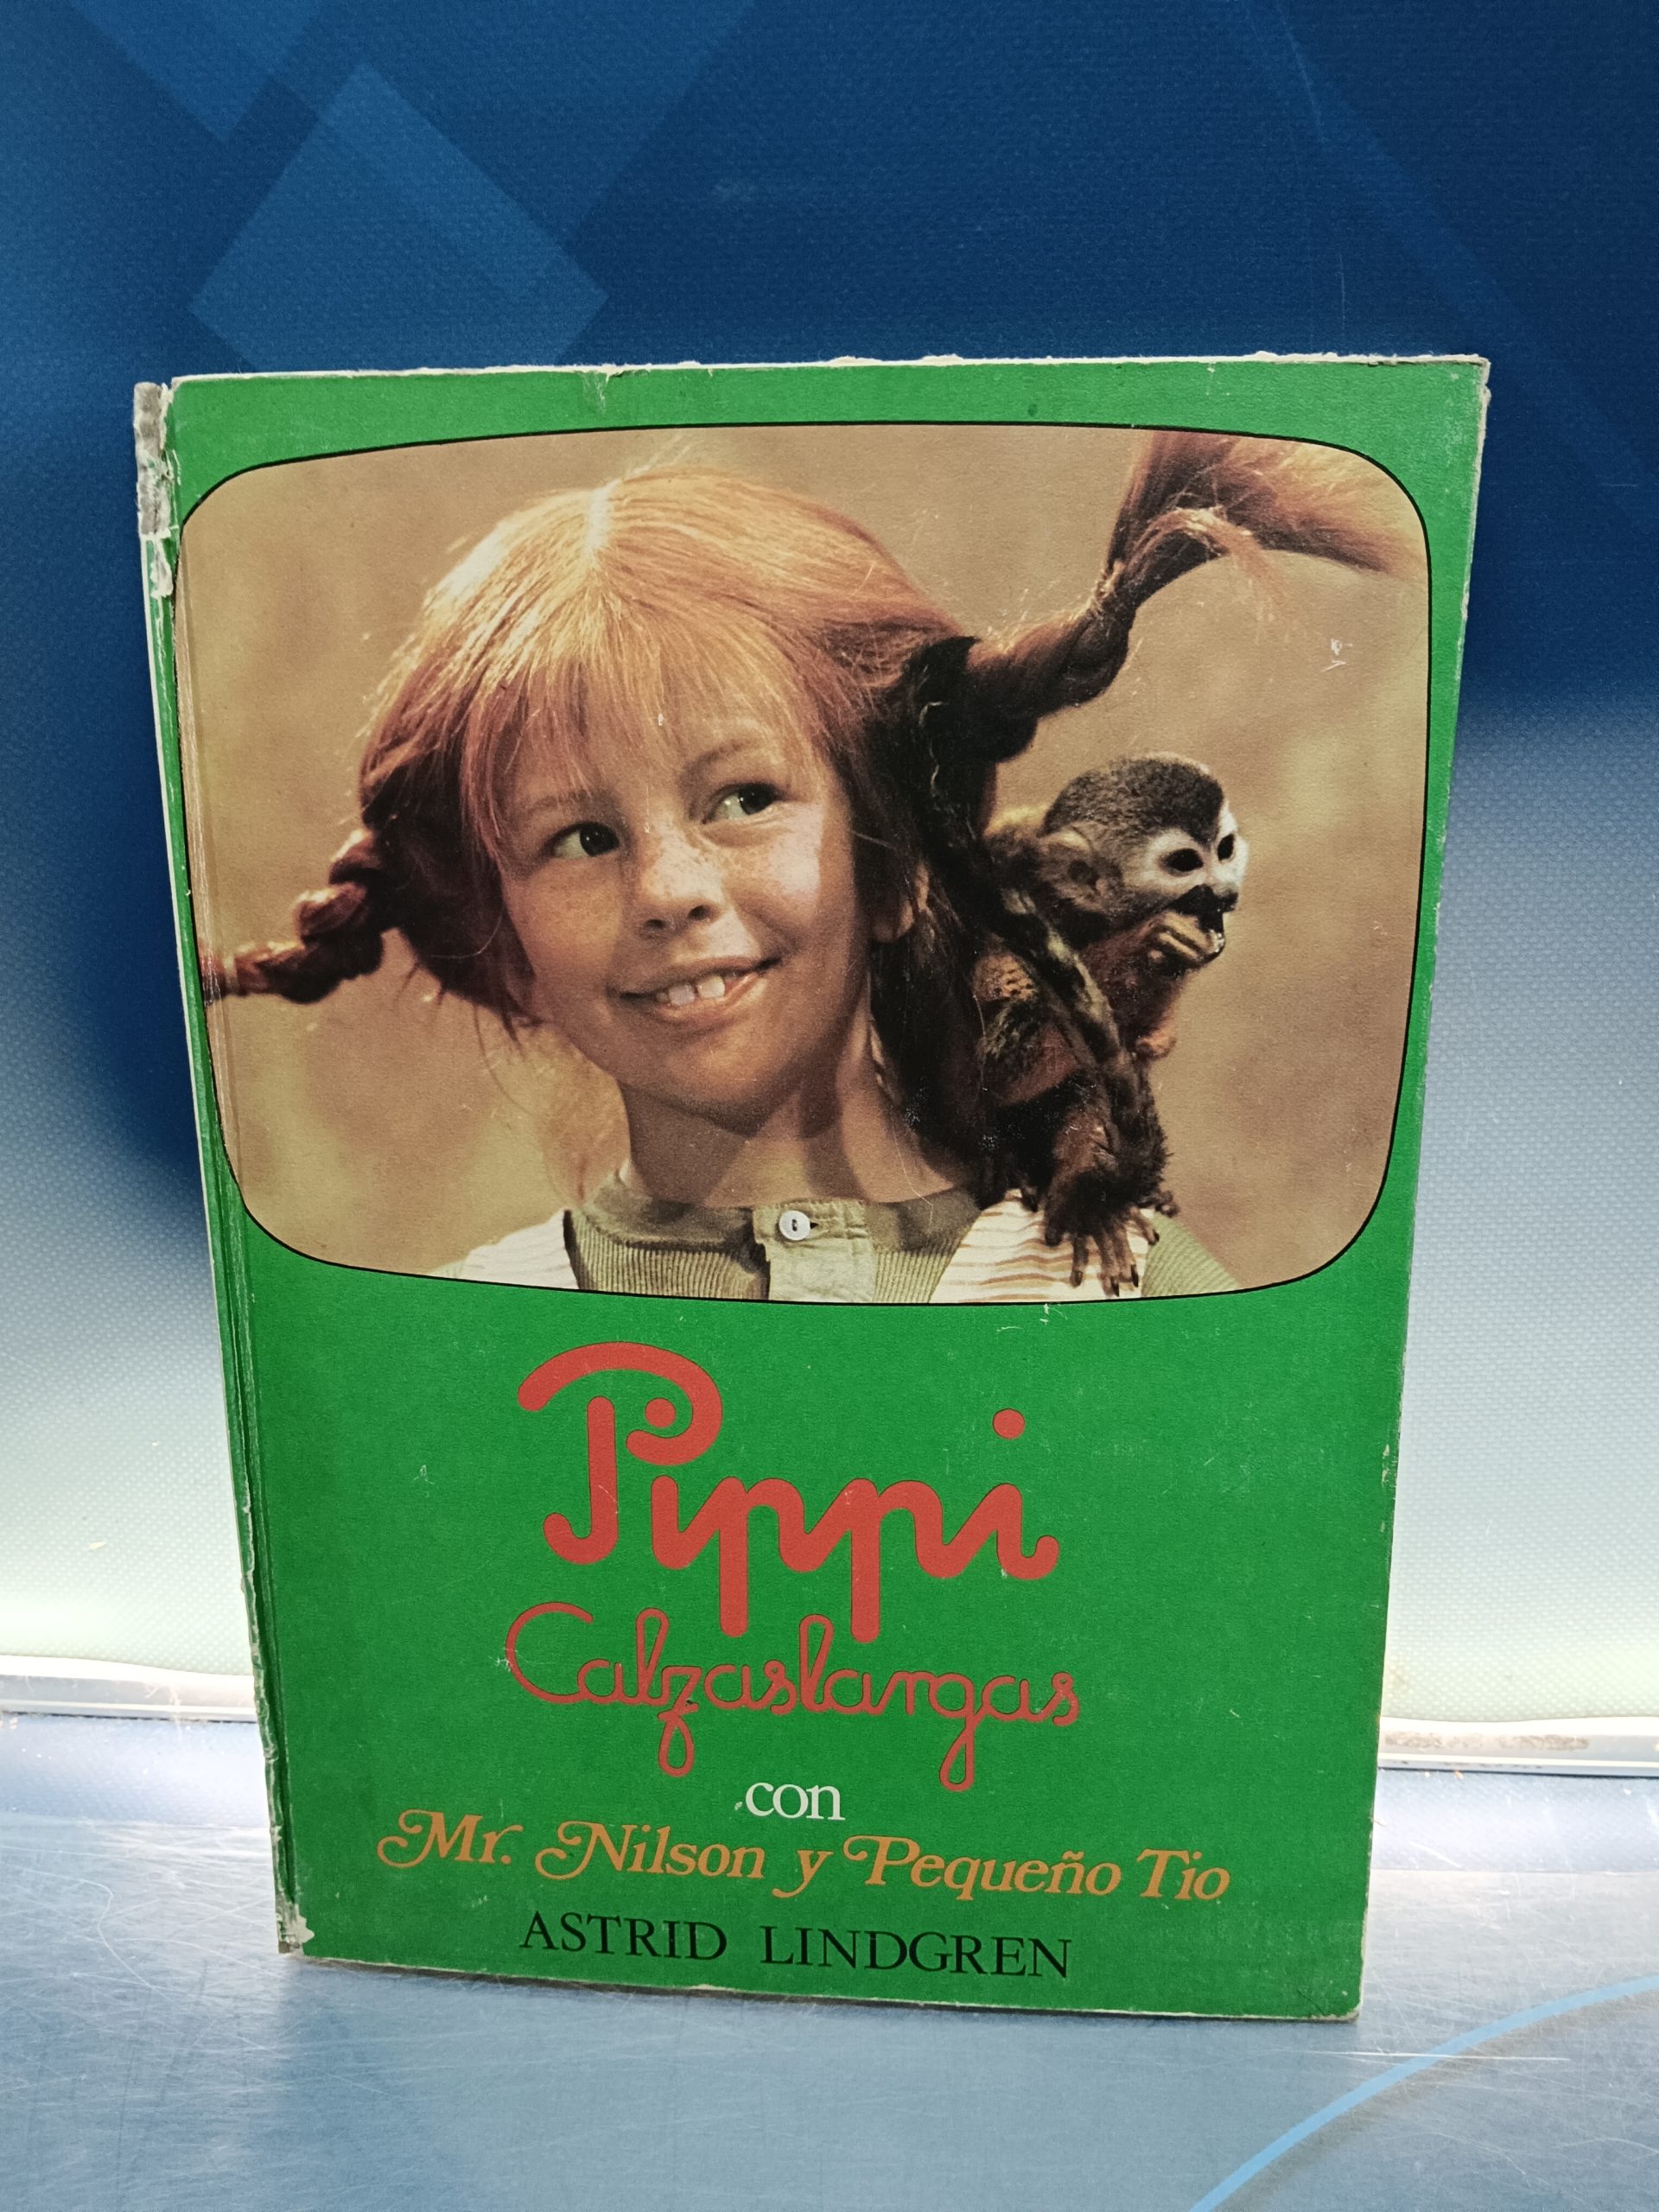 Pippi
Calzaslargas
con
Mr. Nilson y Pequeño Tio
ASTRID LINDGREN